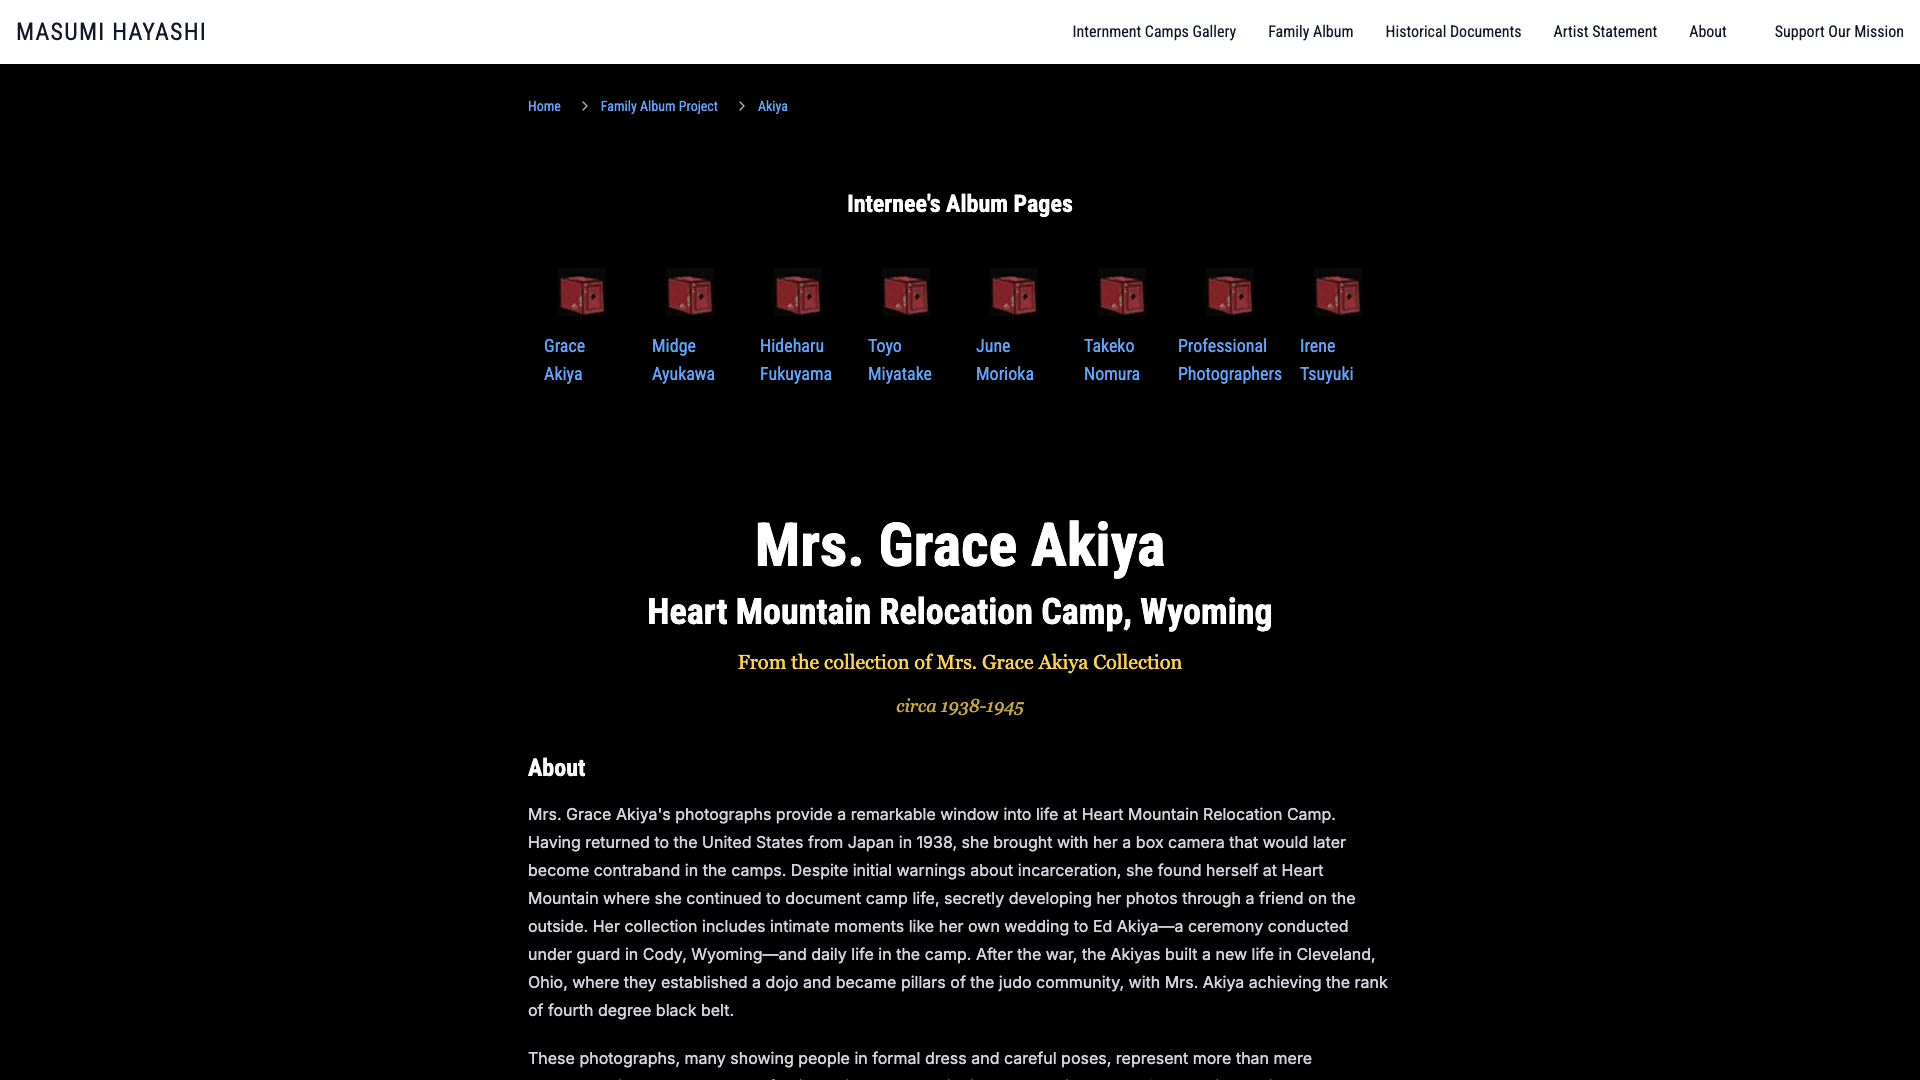 MASUMI HAYASHI
Internment Camps Gallery
Family Album
Historical Documents
Artist Statement
About
Support Our Mission
Home
Family Album Project
Akiya
Internee's Album Pages
Grace
Akiya
Midge
Ayukawa
Hideharu
Fukuyama
Toyo
Miyatake
June
Morioka
Takeko
Nomura
Professional
Photographers
Irene
Tsuyuki
Mrs. Grace Akiya
Heart Mountain Relocation Camp, Wyoming
From the collection of Mrs. Grace Akiya Collection
circa 1938-1945
About
Mrs. Grace Akiya's photographs provide a remarkable window into life at Heart Mountain Relocation Camp.
Having returned to the United States from Japan in 1938, she brought with her a box camera that would later
become contraband in the camps. Despite initial warnings about incarceration, she found herself at Heart
Mountain where she continued to document camp life, secretly developing her photos through a friend on the
outside. Her collection includes intimate moments like her own wedding to Ed Akiya—a ceremony conducted
under guard in Cody, Wyoming—and daily life in the camp. After the war, the Akiyas built a new life in Cleveland,
Ohio, where they established a dojo and became pillars of the judo community, with Mrs. Akiya achieving the rank
of fourth degree black belt.
These photographs, many showing people in formal dress and careful poses, represent more than mere